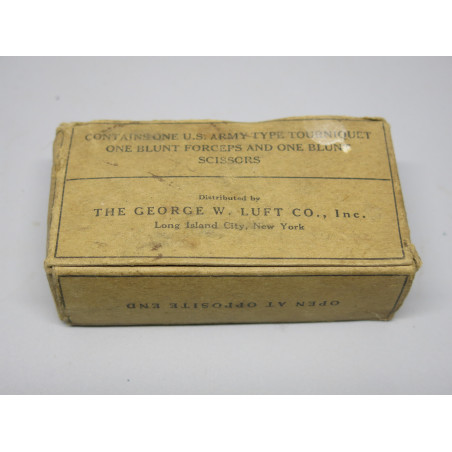 CONTAINS ONE U.S. ARMY TYPE TOURNIQUET
ONE BLUNT FORCEPS AND ONE BLUNT
SCISSORS
Distributed by
THE GEORGE W. LUFT CO., Inc.
Long Island City, New York
OPEN AT OPPOSITE END